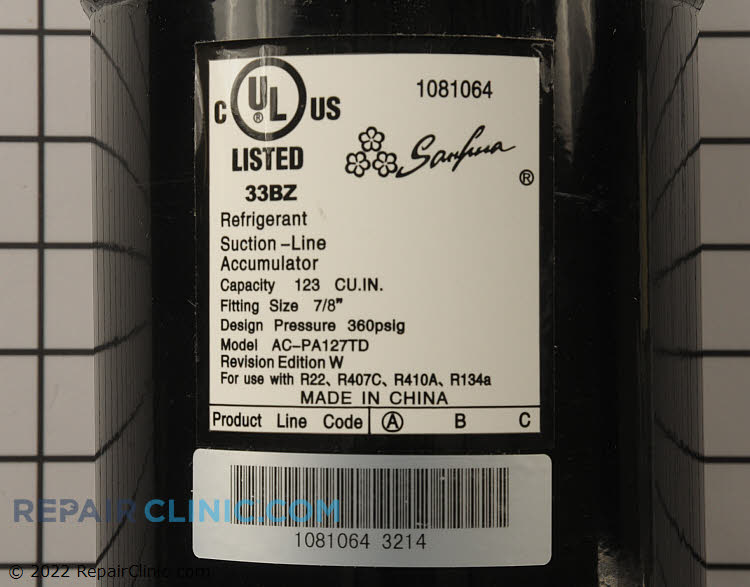 C UL ® US
LISTED
33BZ
1081064
Sanhua ®
Refrigerant
Suction-Line
Accumulator
Capacity 123 CU.IN.
Fitting Size 7/8"
Design Pressure 360psig
Model AC-PA127TD
Revision Edition W
For use with R22、R407C、R410A、R134a
MADE IN CHINA
Product Line Code A B C
REPAIRCLINIC.COM
1081064 3214
© 2022 RepairClinic.com